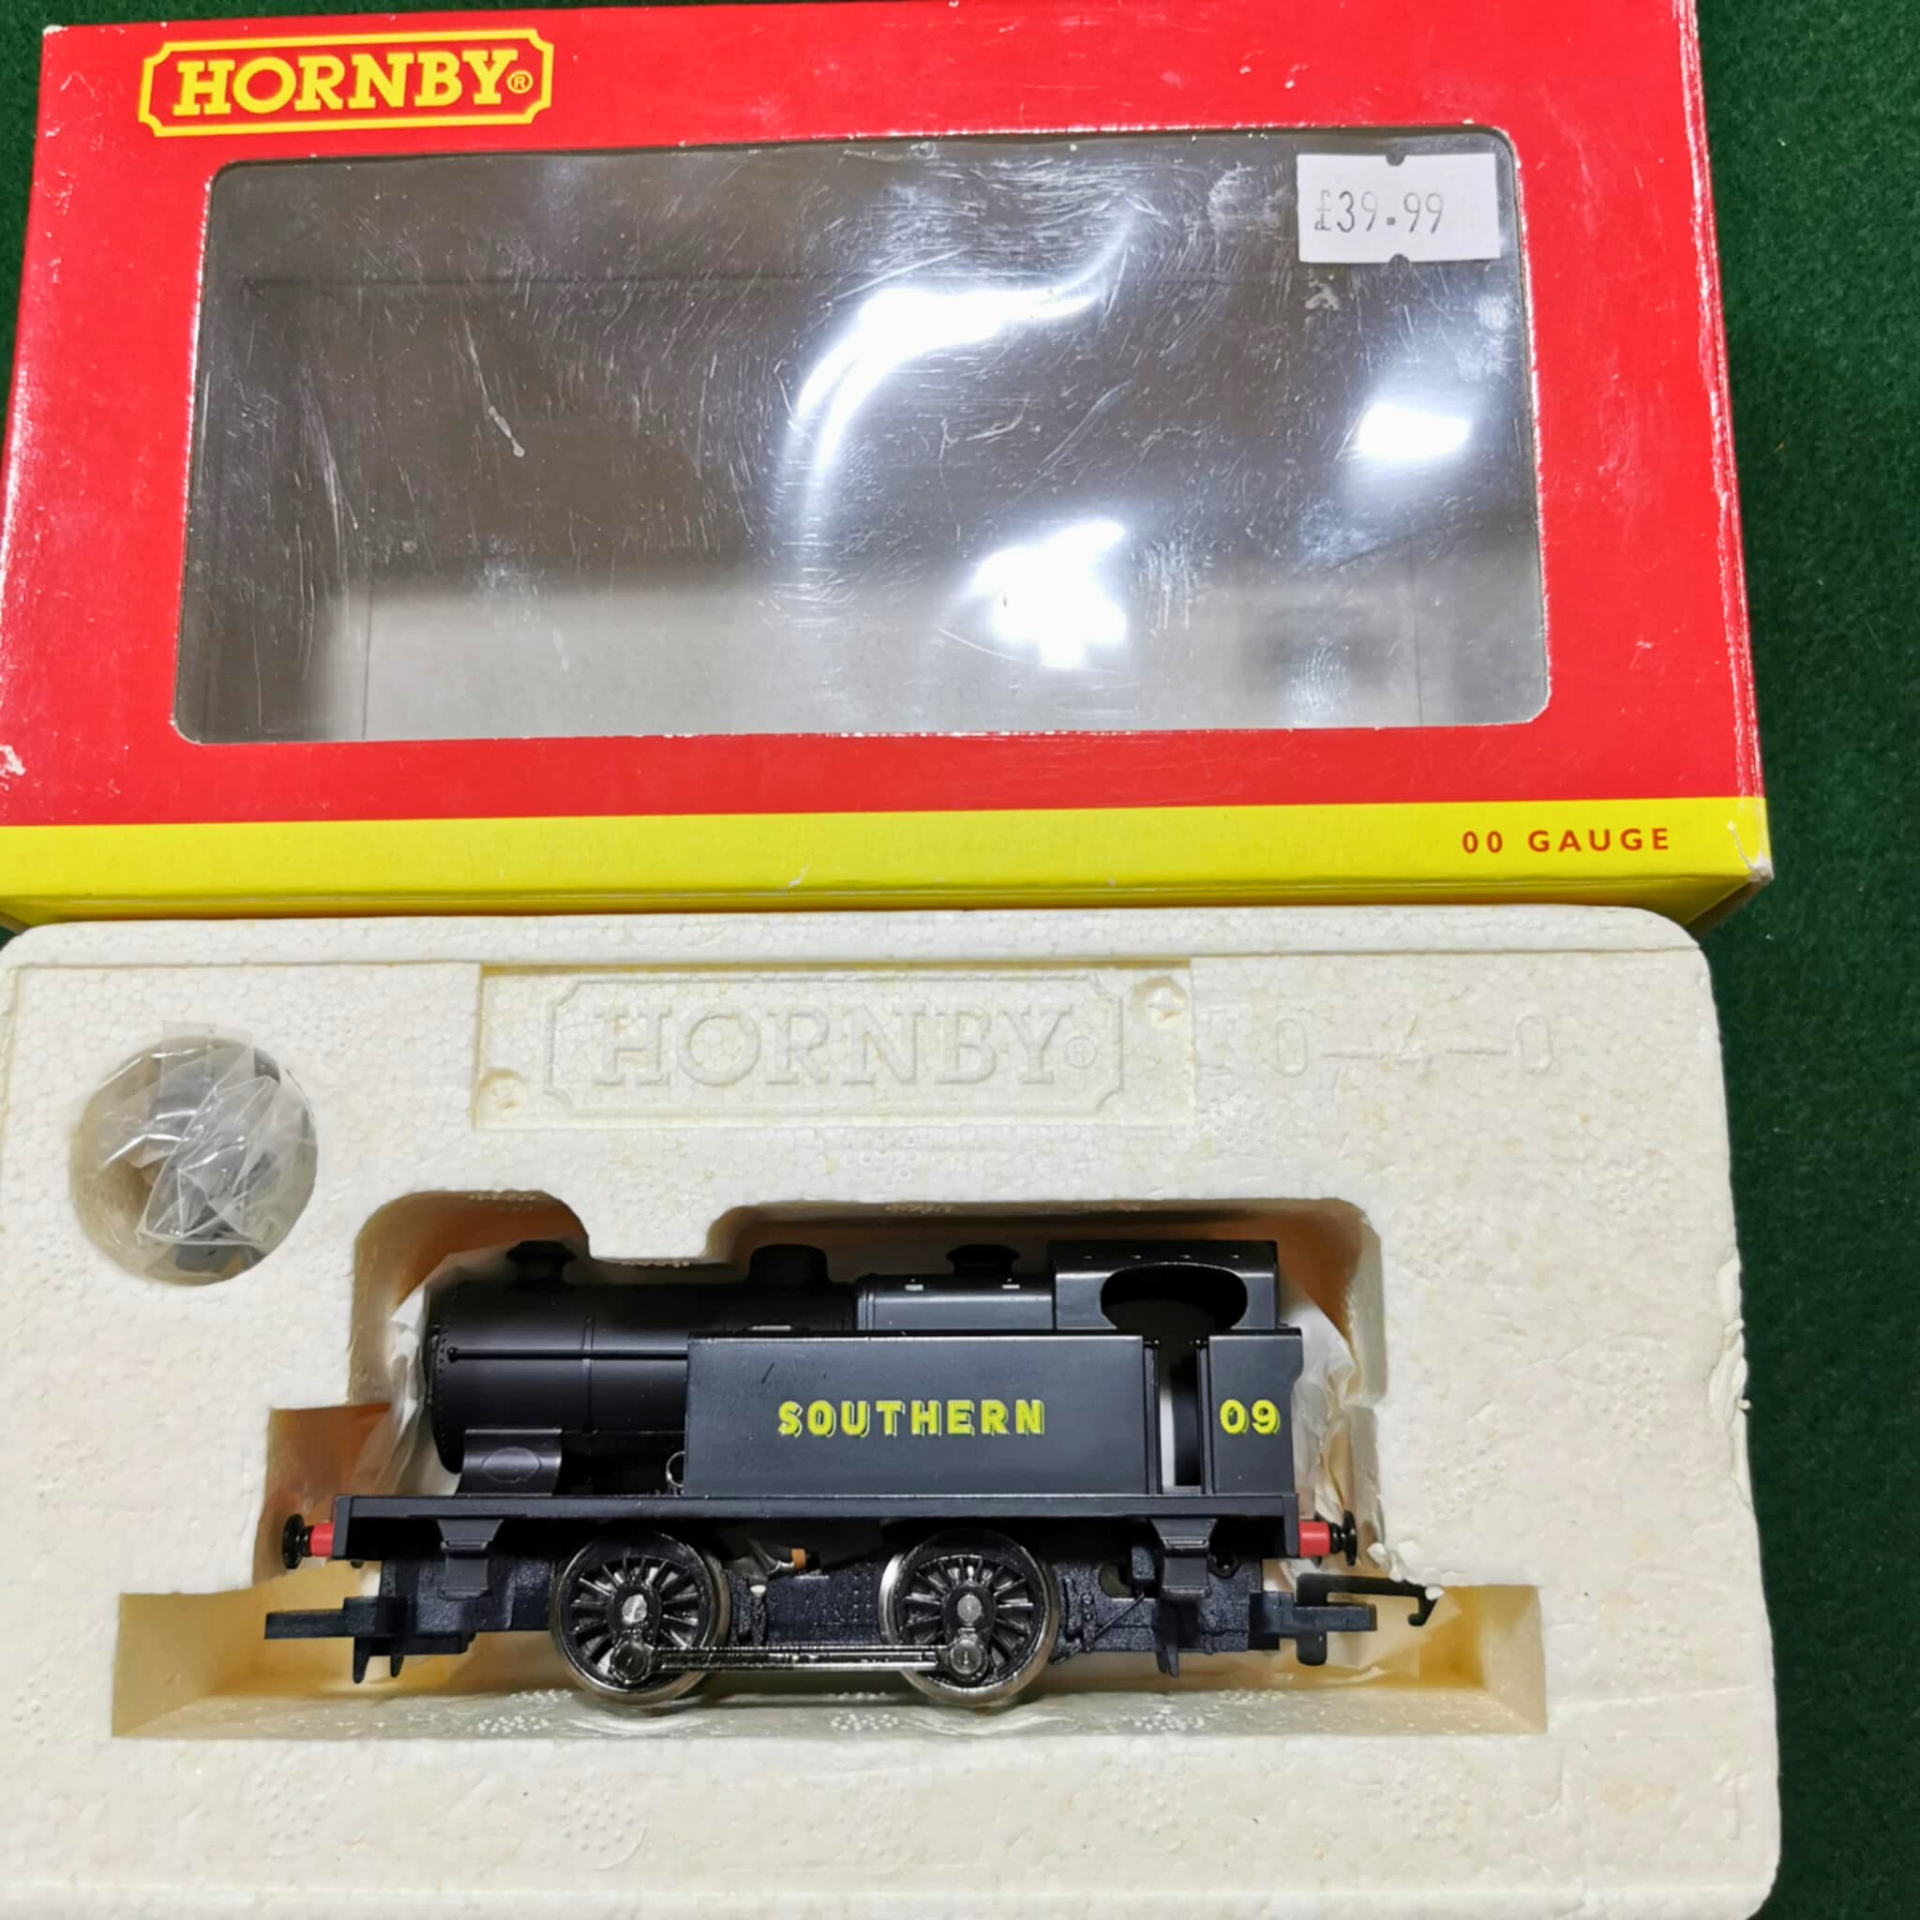 HORNBY®
£39.99
00 GAUGE
HORNBY®
0-4-0
SOUTHERN
09